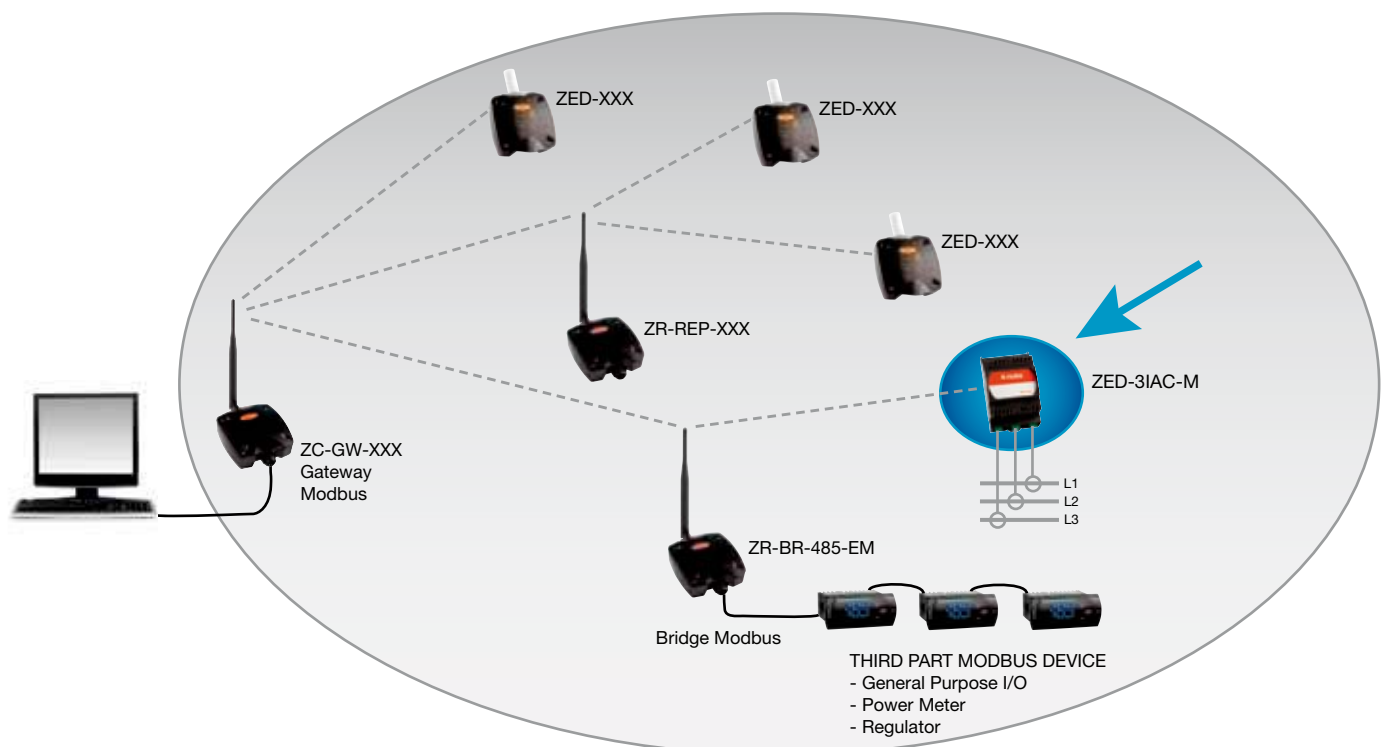 ZED-XXX
ZED-XXX
ZED-XXX
ZR-REP-XXX
ZED-3IAC-M
ZC-GW-XXX
Gateway
Modbus
L1
L2
L3
ZR-BR-485-EM
Bridge Modbus
THIRD PART MODBUS DEVICE
- General Purpose I/O
- Power Meter
- Regulator